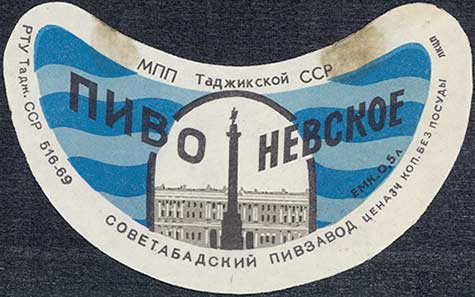 МПП Таджикской ССР
ПИВО НЕВСКОЕ
ЕМК. 0,5 л
РТУ Тадж. ССР 516-69
СОВЕТАБАДСКИЙ ПИВЗАВОД ЦЕНА 34 КОП. БЕЗ ПОСУДЫ